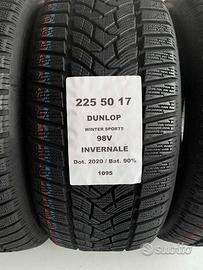 225 50 17
DUNLOP
WINTER SPORT5
98V
INVERNALE
Dot. 2020 / Bat. 90%
1095
Subito